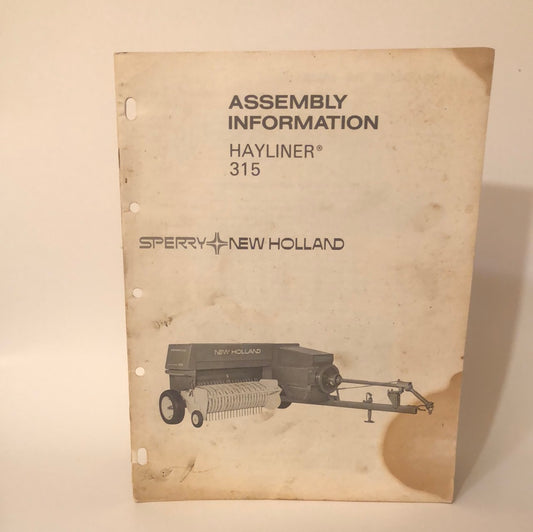 ASSEMBLY
INFORMATION
HAYLINER®
315
SPERRY NEW HOLLAND
NEW HOLLAND